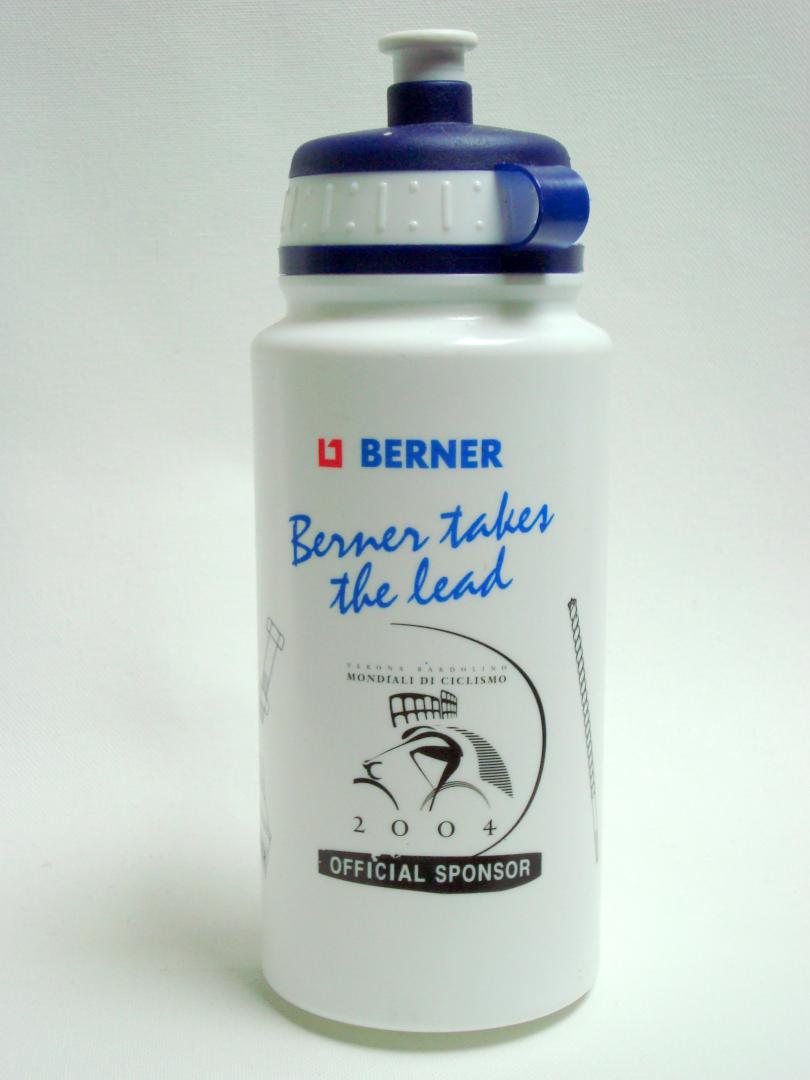 BERNER
Berner takes
the lead
VERONA BARDOLINO
MONDIALI DI CICLISMO
2004
OFFICIAL SPONSOR